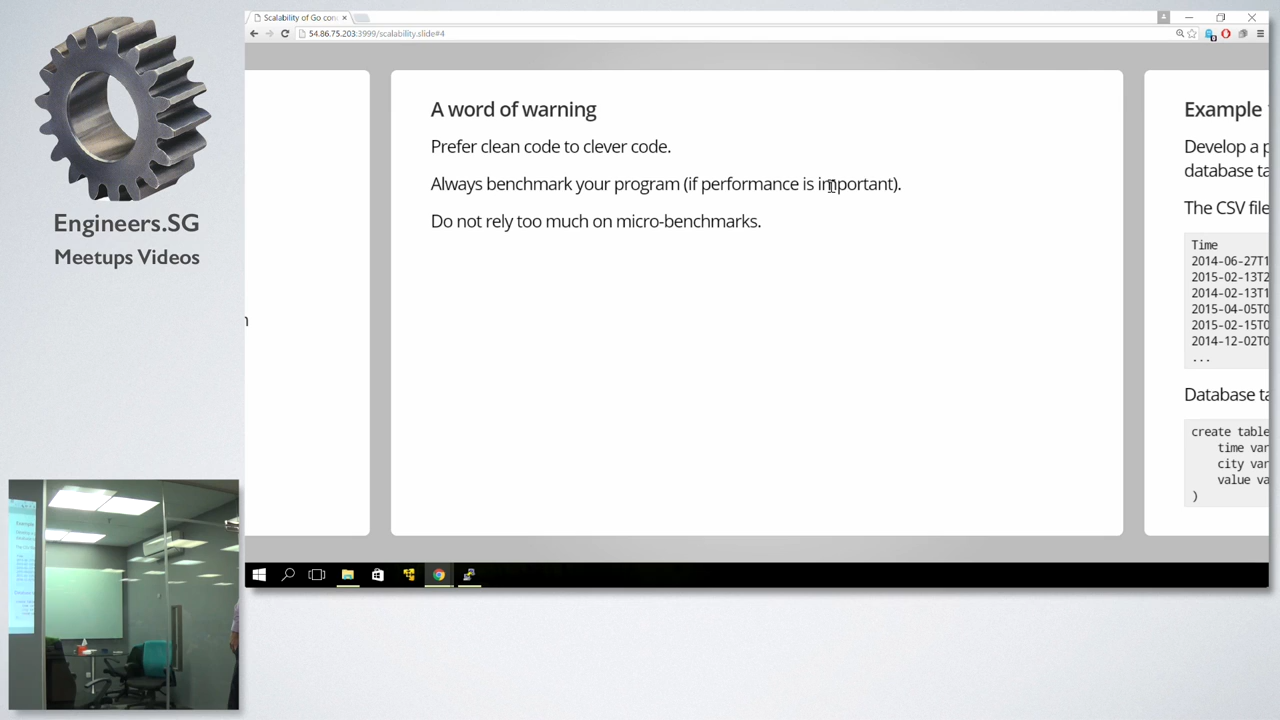 Scalability of Go con
54.86.75.203:3999/scalability.slide#4
Engineers.SG
Meetups Videos
A word of warning
Prefer clean code to clever code.
Always benchmark your program (if performance is important).
Do not rely too much on micro-benchmarks.
Example
Develop a p
database ta
The CSV file
Time
2014-06-27T1
2015-02-13T2
2014-02-13T1
2015-04-05T0
2015-02-15T0
2014-12-02T0
...
Database ta
create table
time var
city var
value va
)